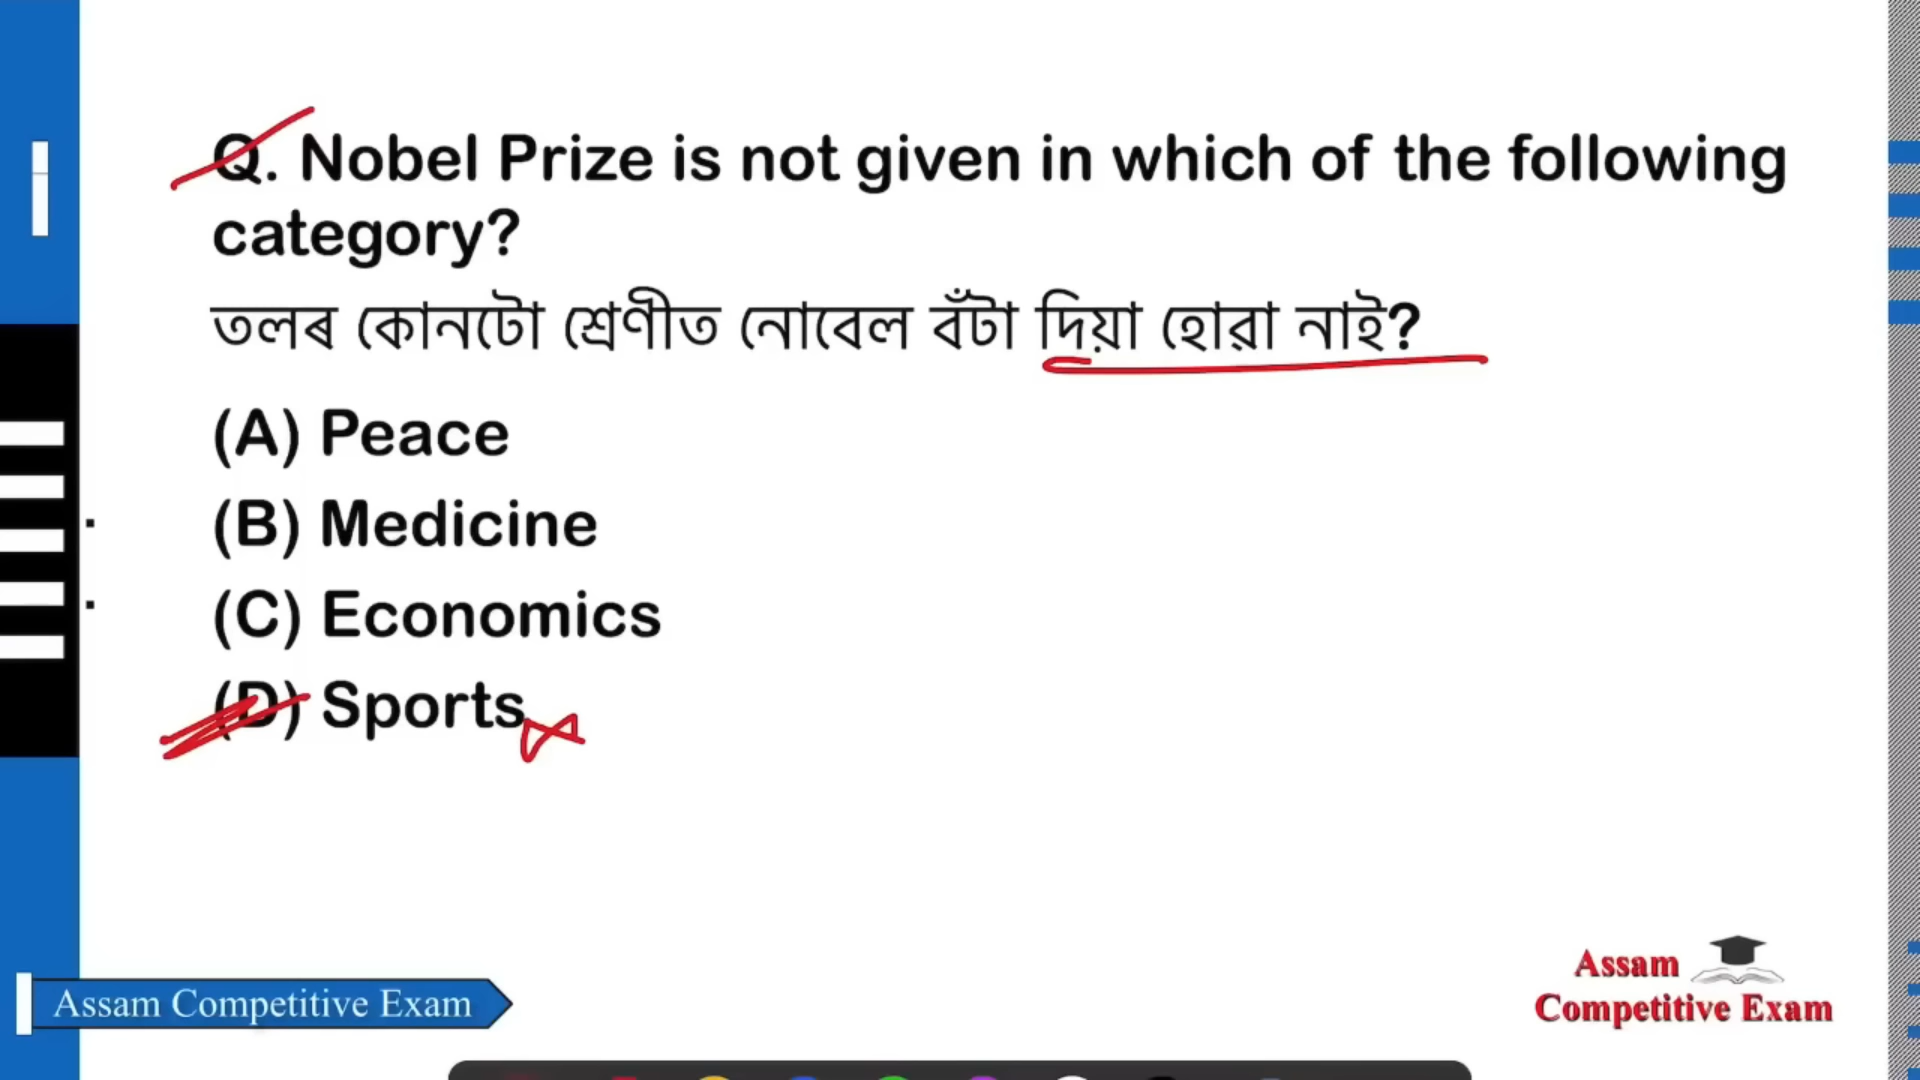 Q. Nobel Prize is not given in which of the following
category?
তলৰ কোনটো শ্ৰেণীত নোবেল বঁটা দিয়া হোৱা নাই?
(A) Peace
(B) Medicine
(C) Economics
(D) Sports
Assam Competitive Exam
Assam
Competitive Exam